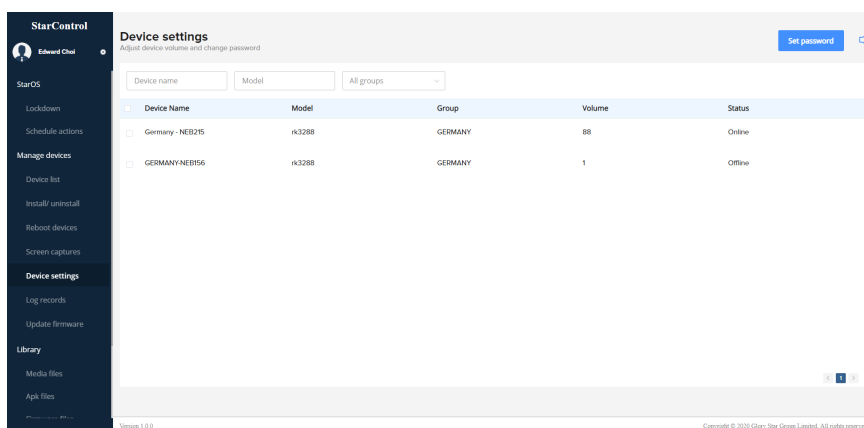 StarControl
Edward Choi
StarOS
Lockdown
Schedule actions
Manage devices
Device list
Install/ uninstall
Reboot devices
Screen captures
Device settings
Log records
Update firmware
Library
Media files
Apk files
Device settings
Adjust device volume and change password
Set password
Device name Model All groups
Device Name Model Group Volume Status
Germany - NEB215 rk3288 GERMANY 88 Online
GERMANY-NEB156 rk3288 GERMANY 1 Offline
1
Version 1.0.0 Copyright © 2020 Glory Star Group Limited. All rights reserve